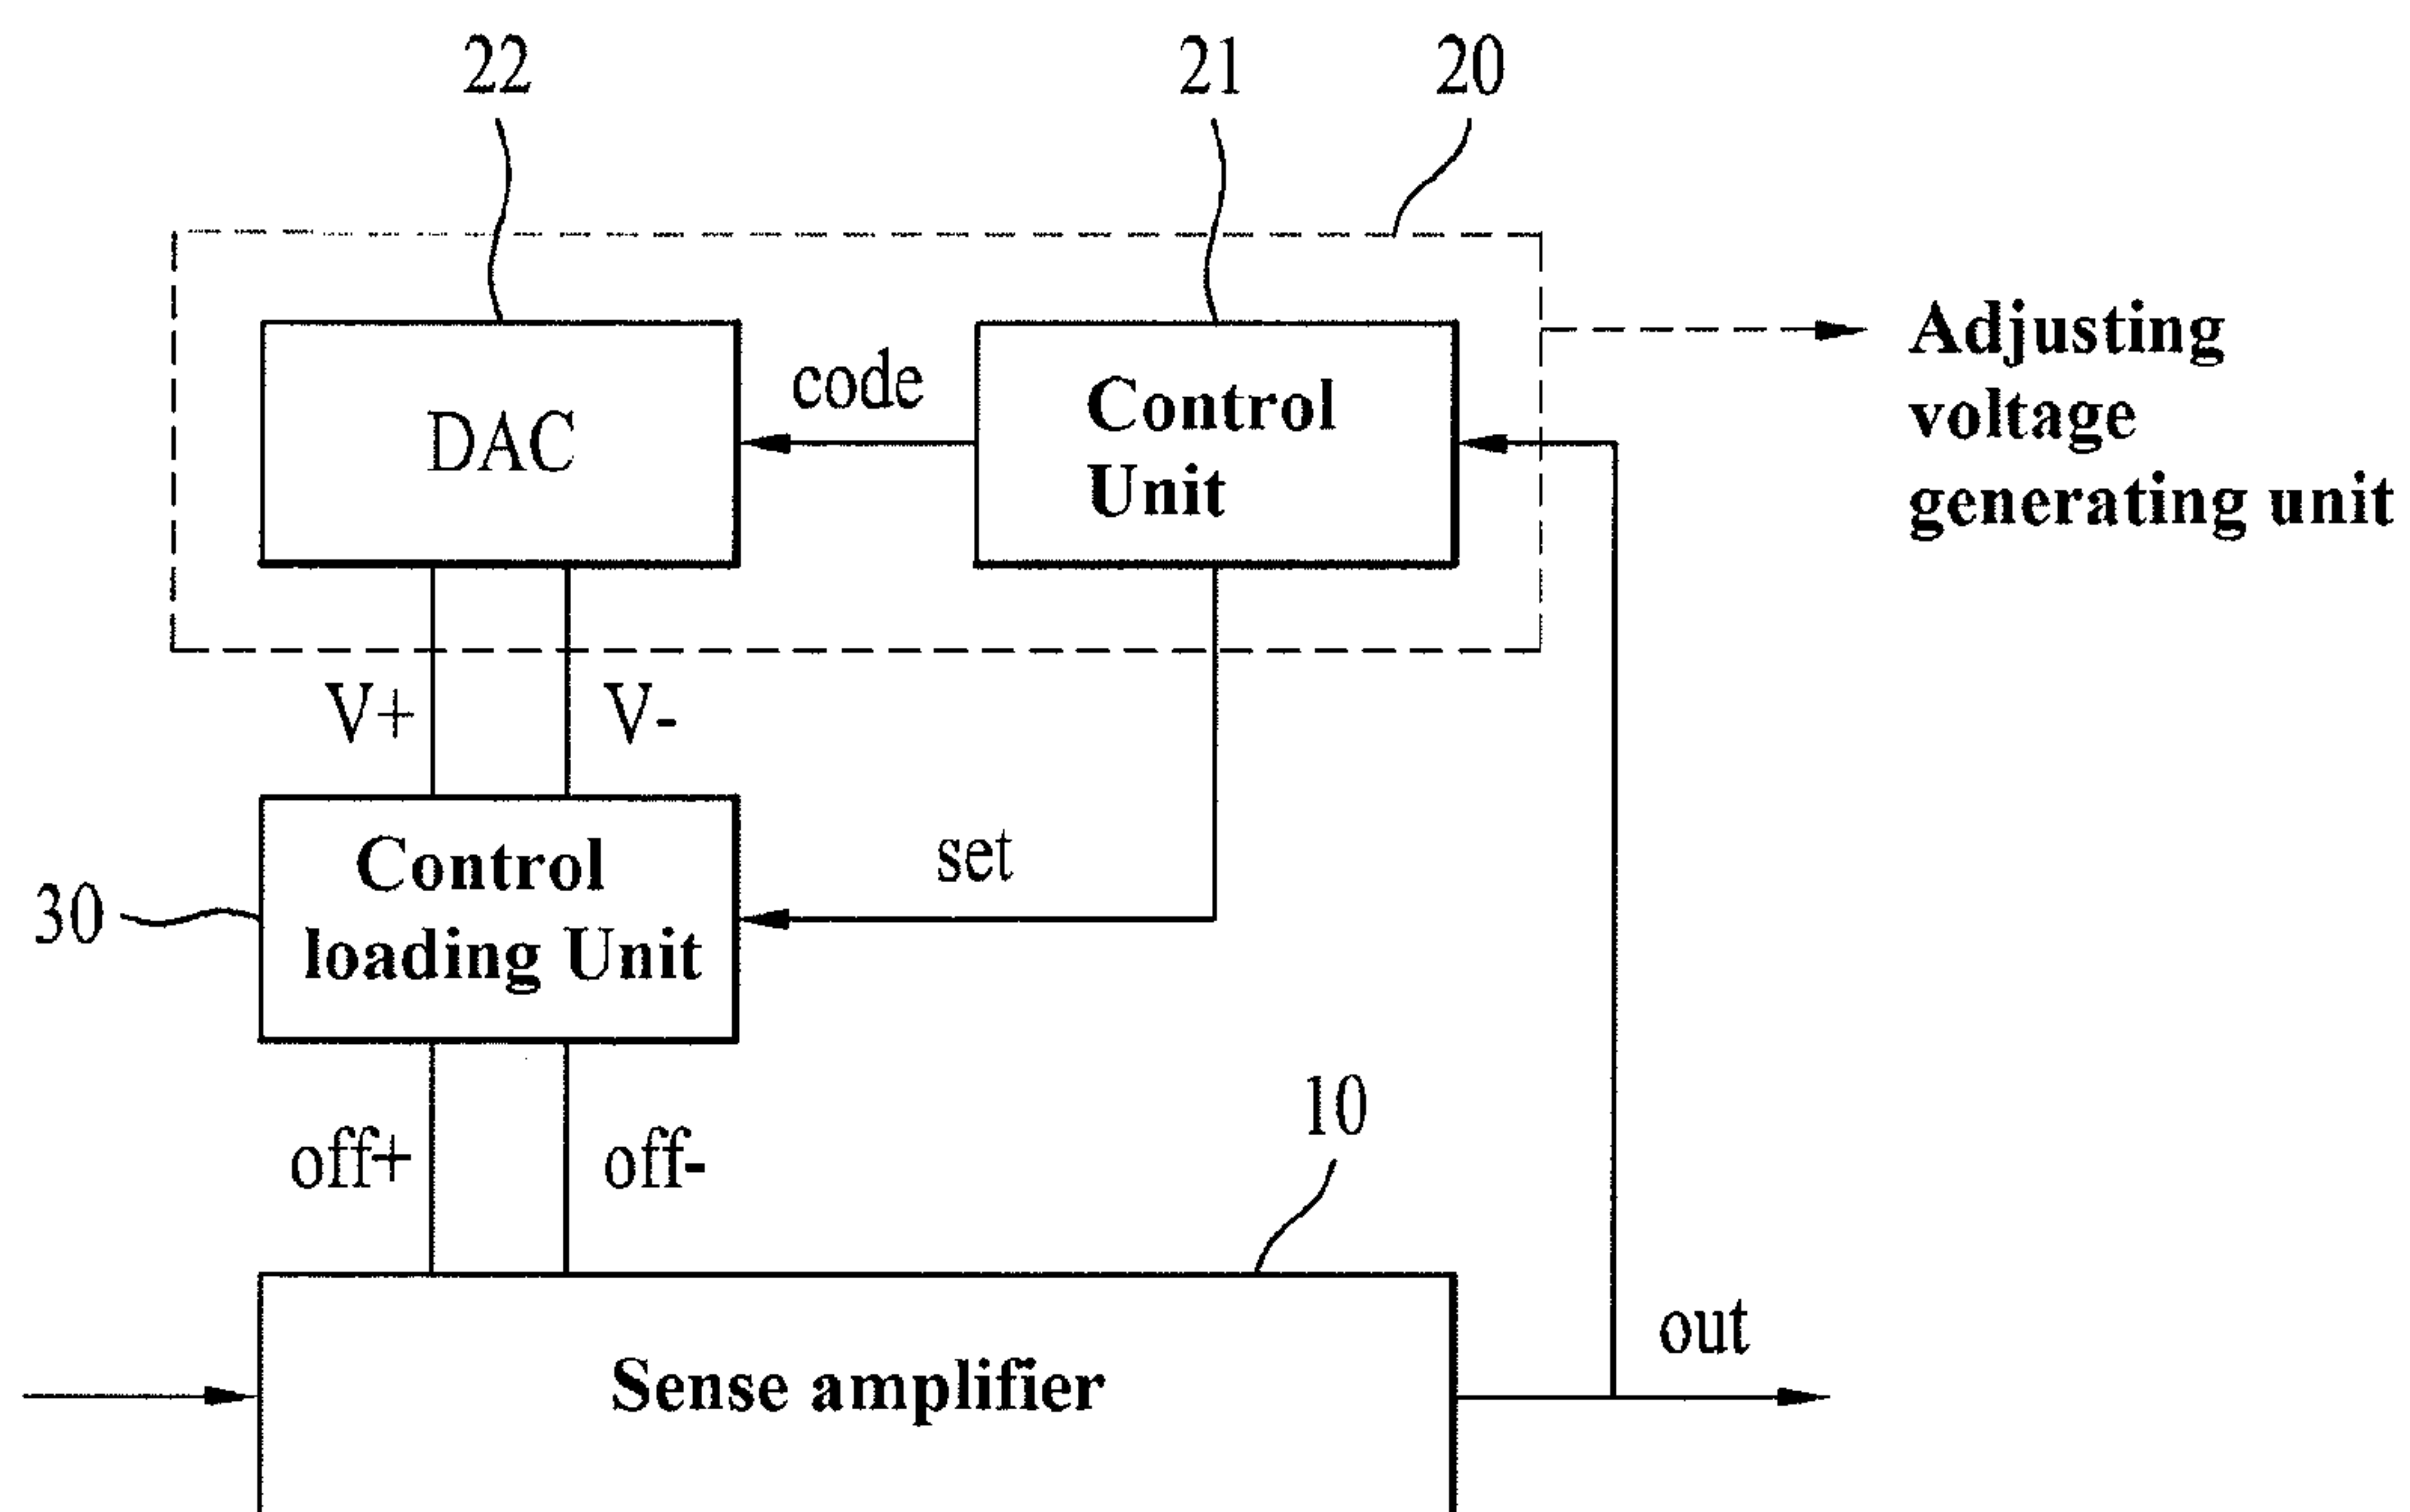 22
21
20
Adjusting
voltage
generating unit
DAC
code
Control
Unit
V+
V-
Control
loading Unit
set
30
off+
off-
10
out
Sense amplifier